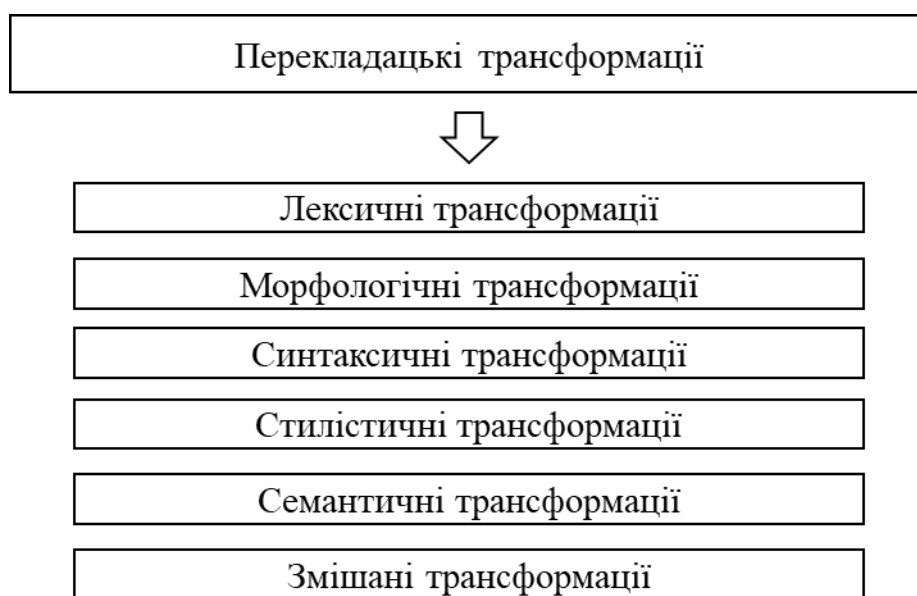 Перекладацькі трансформації
Лексичні трансформації
Морфологічні трансформації
Синтаксичні трансформації
Стилістичні трансформації
Семантичні трансформації
Змішані трансформації